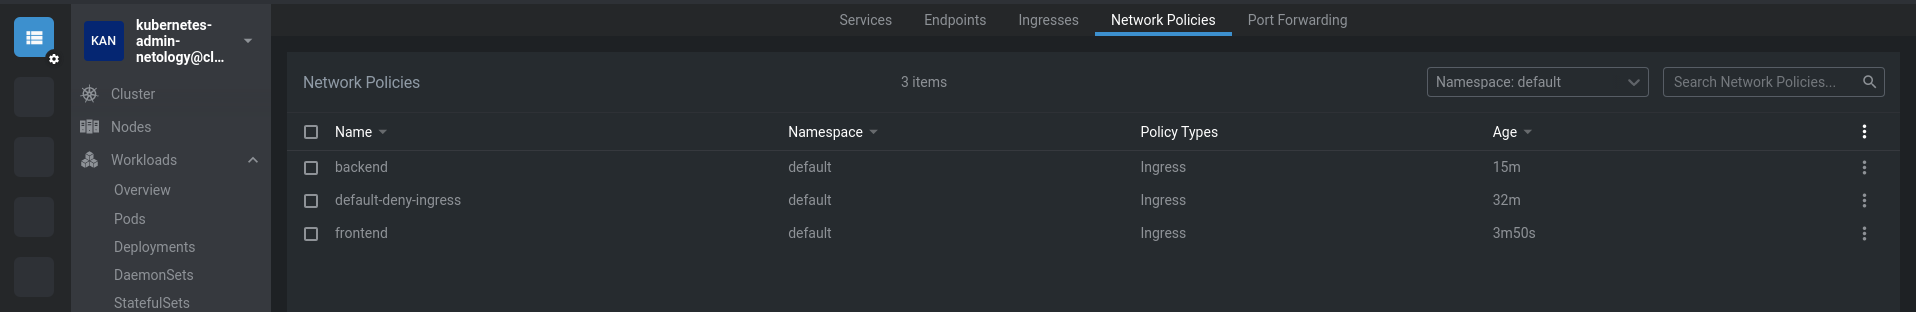 KAN
kubernetes-
admin-
netology@cl...
Cluster
Nodes
Workloads
Overview
Pods
Deployments
DaemonSets
StatefulSets
Services Endpoints Ingresses Network Policies Port Forwarding
Network Policies 3 items Namespace: default Search Network Policies...
Name Namespace Policy Types Age
backend default Ingress 15m
default-deny-ingress default Ingress 32m
frontend default Ingress 3m50s